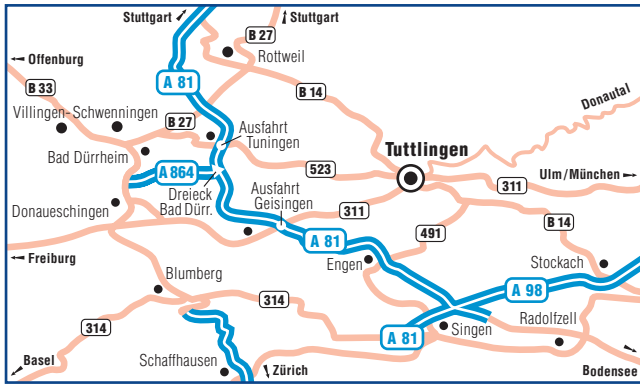 Stuttgart
Stuttgart
B 27
Rottweil
Offenburg
A 81
B 33
B 14
Donautal
Villingen-Schwenningen
B 27
Ausfahrt
Tuningen
Tuttlingen
Bad Dürrheim
A 864
523
Ulm/München
311
Dreieck
Bad Dürr.
Ausfahrt
Geisingen
Donaueschingen
311
491
B 14
A 81
Freiburg
Engen
Stockach
Blumberg
A 98
314
314
Radolfzell
Singen
A 81
Basel
Schaffhausen
Zürich
Bodensee